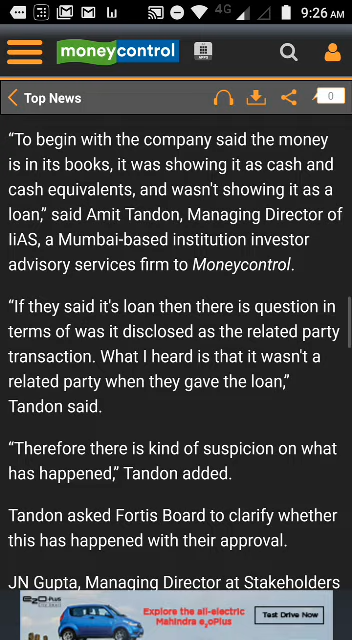 4G
9:26 AM
moneycontrol
APPS
Top News
0
“To begin with the company said the money
is in its books, it was showing it as cash and
cash equivalents, and wasn't showing it as a
loan,” said Amit Tandon, Managing Director of
IiAS, a Mumbai-based institution investor
advisory services firm to Moneycontrol.
“If they said it's loan then there is question in
terms of was it disclosed as the related party
transaction. What I heard is that it wasn't a
related party when they gave the loan,”
Tandon said.
“Therefore there is kind of suspicion on what
has happened,” Tandon added.
Tandon asked Fortis Board to clarify whether
this has happened with their approval.
JN Gupta, Managing Director at Stakeholders
e2o PLUS
Explore the all-electric
Mahindra e2oPlus
Test Drive Now